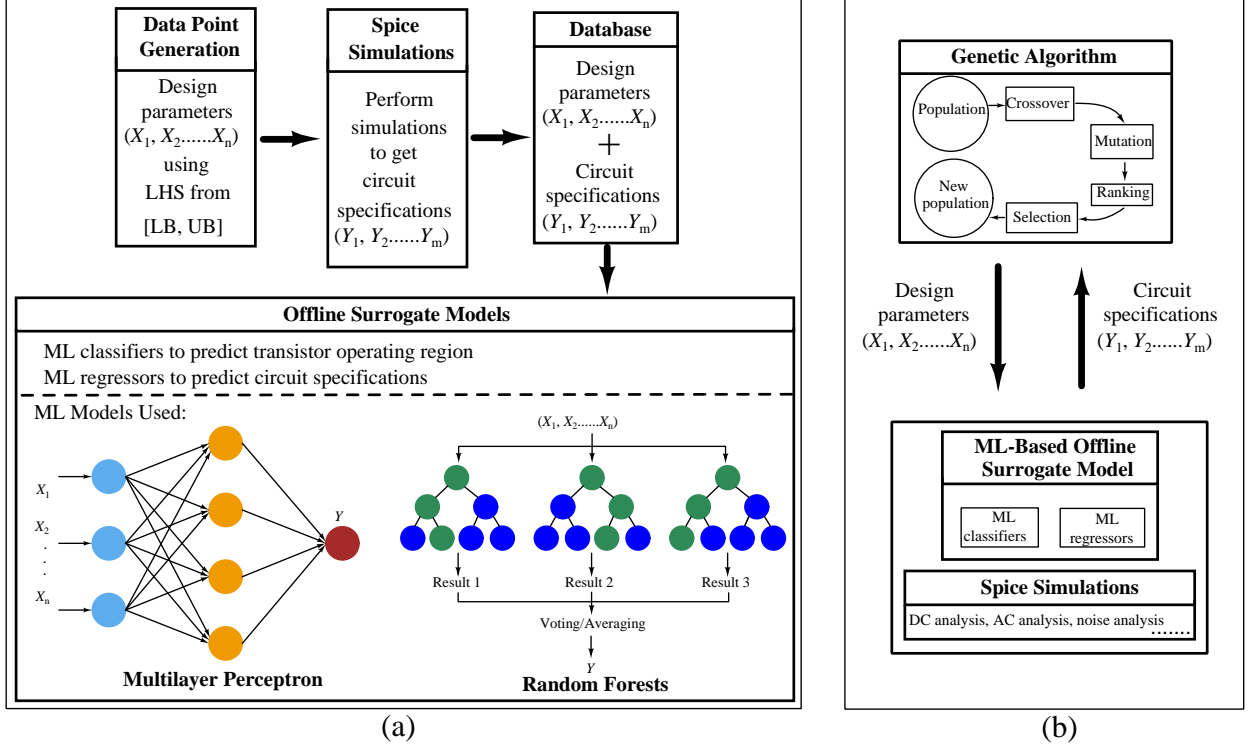 Data Point
Generation
Design
parameters
(X1, X2......Xn)
using
LHS from
[LB, UB]
Spice
Simulations
Perform
simulations
to get
circuit
specifications
(Y1, Y2......Ym)
Database
Design
parameters
(X1, X2......Xn)
+
Circuit
specifications
(Y1, Y2......Ym)
Offline Surrogate Models
ML classifiers to predict transistor operating region
ML regressors to predict circuit specifications
ML Models Used:
X1
X2
.
.
.
Xn
Y
Multilayer Perceptron
(X1, X2......Xn)
Result 1
Result 2
Result 3
Voting/Averaging
Y
Random Forests
(a)
Genetic Algorithm
Population
Crossover
Mutation
Ranking
Selection
New
population
Design
parameters
(X1, X2......Xn)
Circuit
specifications
(Y1, Y2......Ym)
ML-Based Offline
Surrogate Model
ML
classifiers
ML
regressors
Spice Simulations
DC analysis, AC analysis, noise analysis .......
(b)